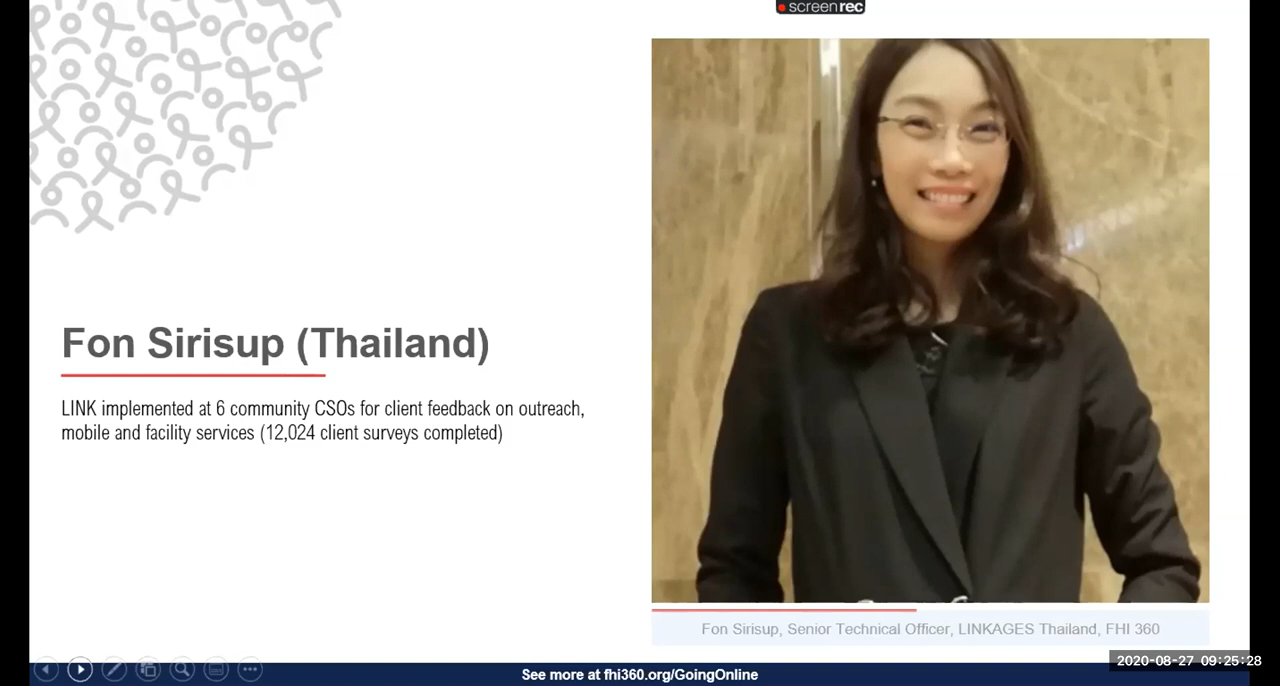 screenrec
Fon Sirisup (Thailand)
LINK implemented at 6 community CSOs for client feedback on outreach,
mobile and facility services (12,024 client surveys completed)
Fon Sirisup, Senior Technical Officer, LINKAGES Thailand, FHI 360
2020-08-27 09:25:28
See more at fhi360.org/GoingOnline